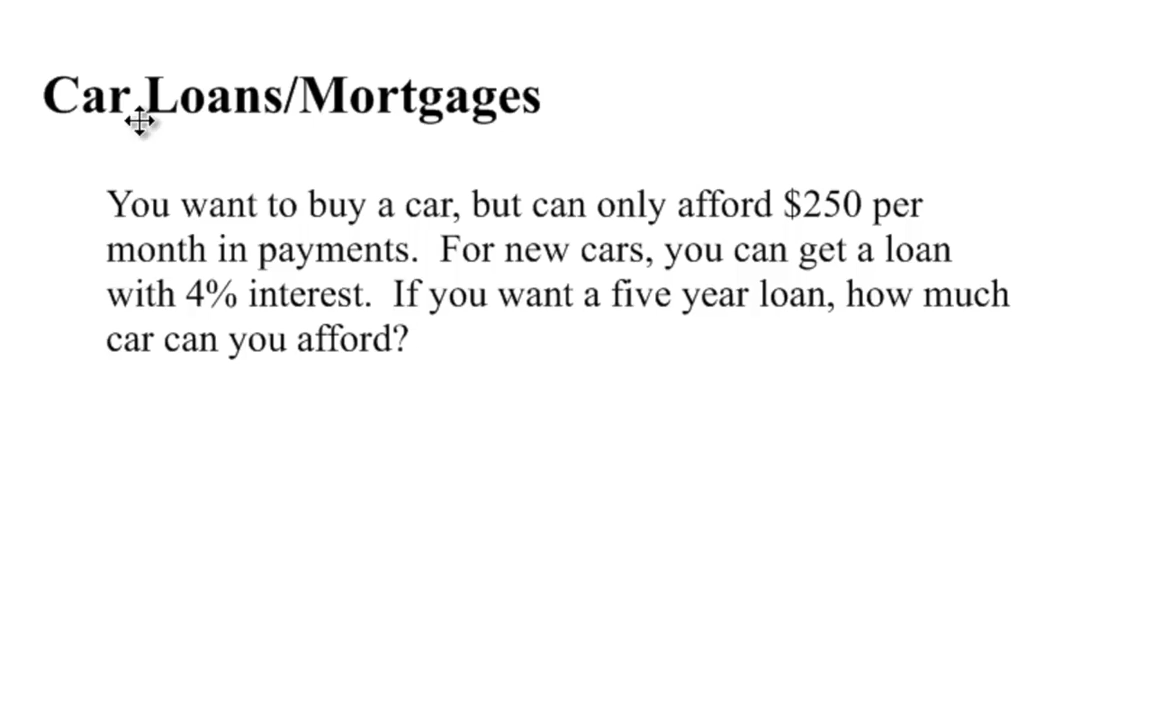 Car Loans/Mortgages
You want to buy a car, but can only afford $250 per
month in payments.  For new cars, you can get a loan
with 4% interest.  If you want a five year loan, how much
car can you afford?